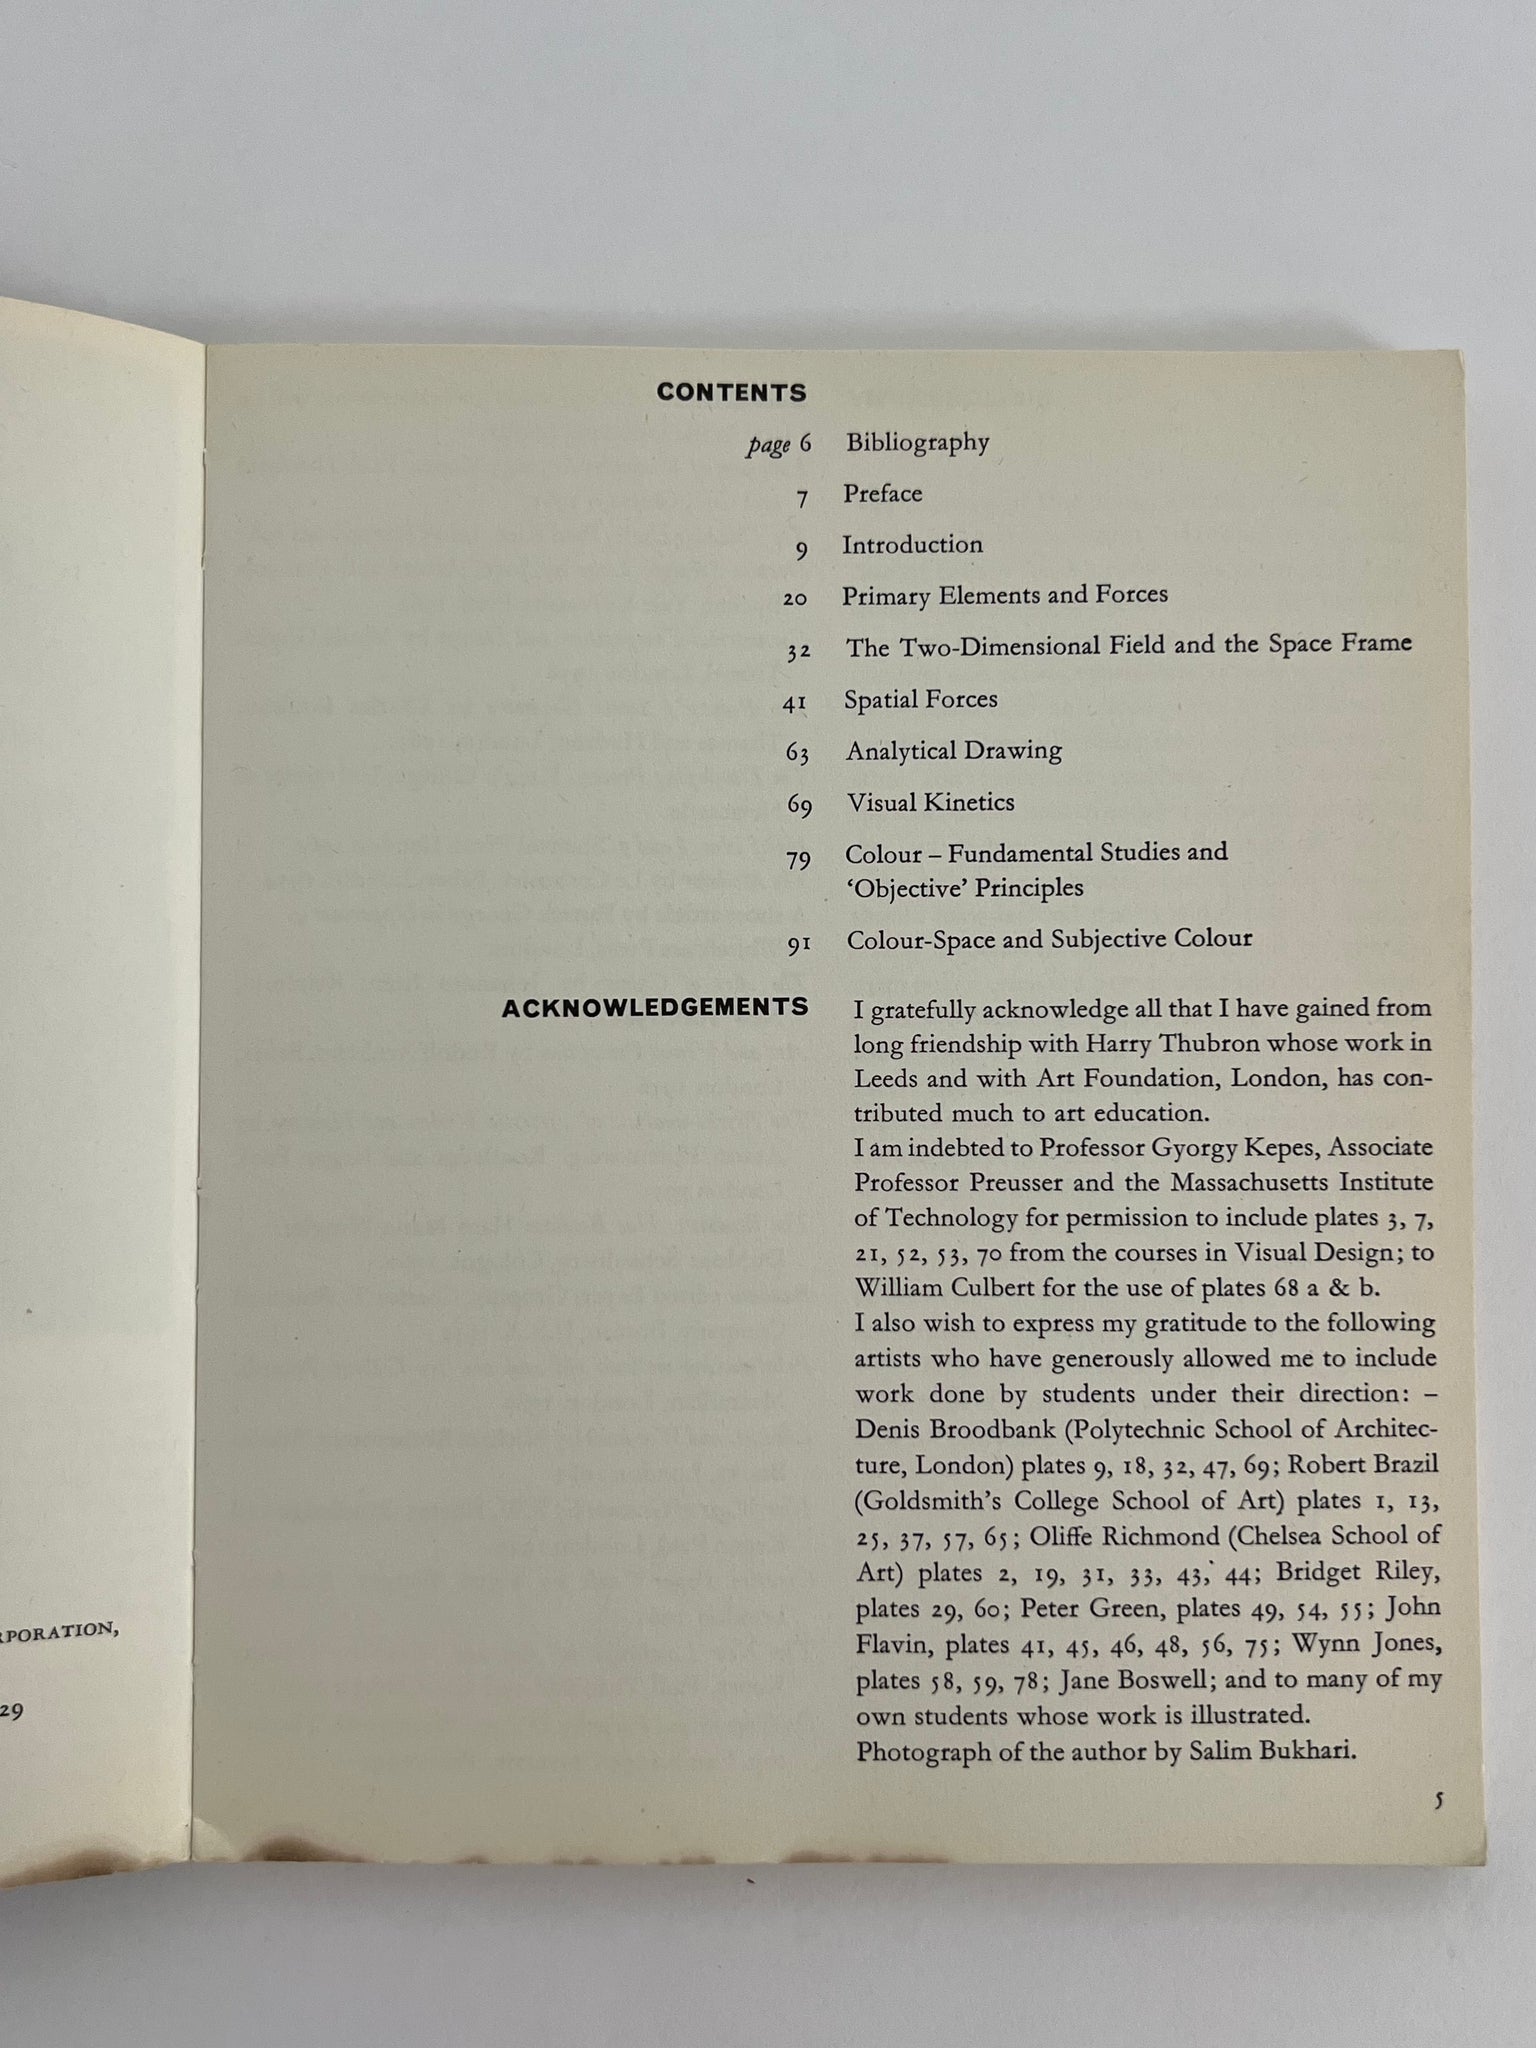 RPORATION,
29
CONTENTS
page 6 Bibliography
7 Preface
9 Introduction
20 Primary Elements and Forces
32 The Two-Dimensional Field and the Space Frame
41 Spatial Forces
63 Analytical Drawing
69 Visual Kinetics
79 Colour – Fundamental Studies and
‘Objective’ Principles
91 Colour-Space and Subjective Colour
ACKNOWLEDGEMENTS I gratefully acknowledge all that I have gained from
long friendship with Harry Thubron whose work in
Leeds and with Art Foundation, London, has con-
tributed much to art education.
I am indebted to Professor Gyorgy Kepes, Associate
Professor Preusser and the Massachusetts Institute
of Technology for permission to include plates 3, 7,
21, 52, 53, 70 from the courses in Visual Design; to
William Culbert for the use of plates 68 a & b.
I also wish to express my gratitude to the following
artists who have generously allowed me to include
work done by students under their direction: –
Denis Broodbank (Polytechnic School of Architec-
ture, London) plates 9, 18, 32, 47, 69; Robert Brazil
(Goldsmith’s College School of Art) plates 1, 13,
25, 37, 57, 65; Oliffe Richmond (Chelsea School of
Art) plates 2, 19, 31, 33, 43, 44; Bridget Riley,
plates 29, 60; Peter Green, plates 49, 54, 55; John
Flavin, plates 41, 45, 46, 48, 56, 75; Wynn Jones,
plates 58, 59, 78; Jane Boswell; and to many of my
own students whose work is illustrated.
Photograph of the author by Salim Bukhari.
5